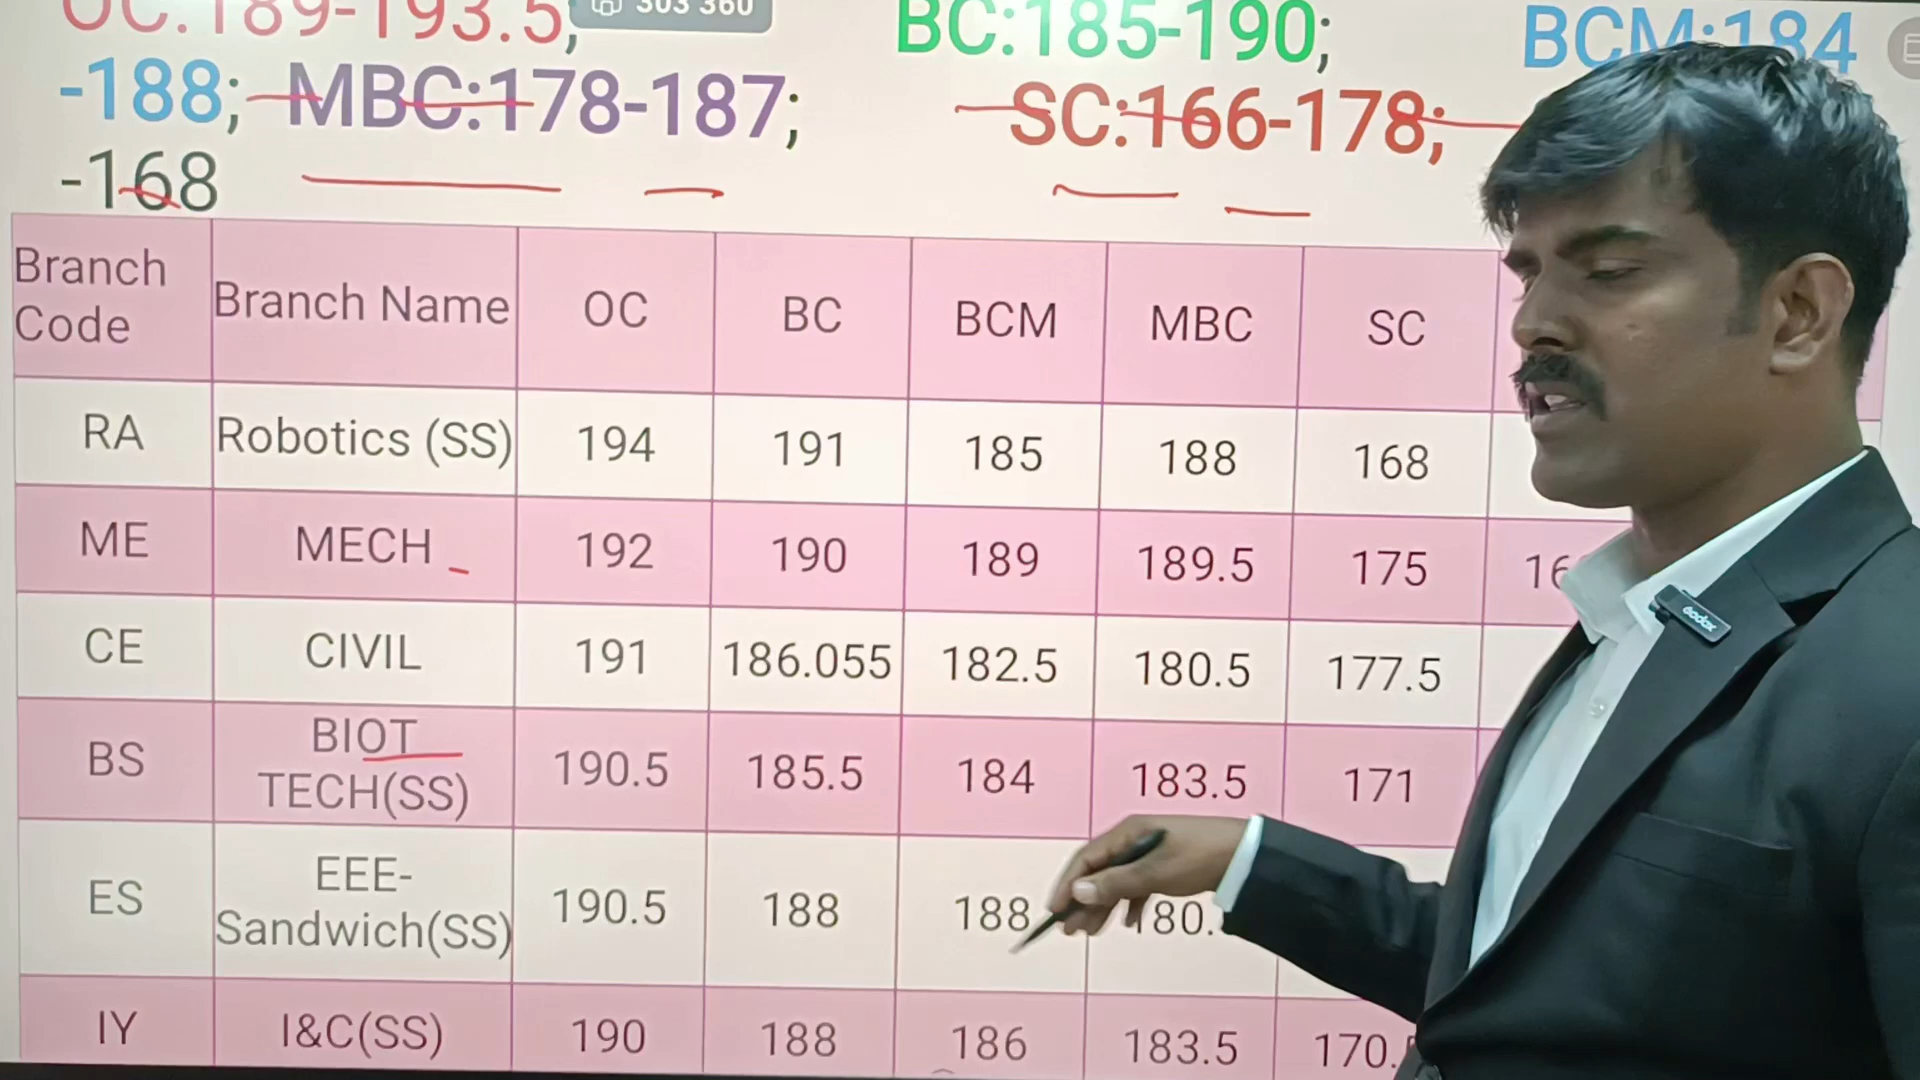 OC:189-193.5; BC:185-190; BCM:184
-188; MBC:178-187; SC:166-178;
-168
303 360
Branch Code Branch Name OC BC BCM MBC SC
RA Robotics (SS) 194 191 185 188 168
ME MECH 192 190 189 189.5 175
CE CIVIL 191 186.055 182.5 180.5 177.5
BS BIOT TECH(SS) 190.5 185.5 184 183.5 171
ES EEE-Sandwich(SS) 190.5 188 188
IY I&C(SS) 190 188 186 183.5
Godox